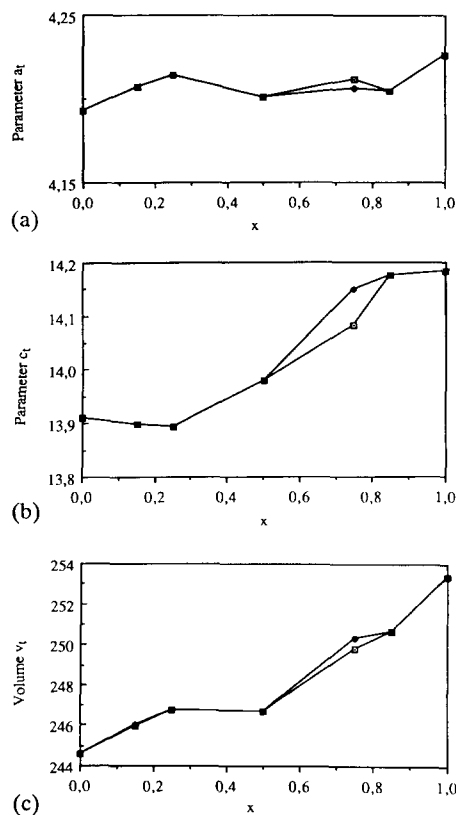 4,25
Parameter a_t
4,15
0,0 0,2 0,4 0,6 0,8 1,0
x
(a)
14,2
14,1
14,0
13,9
13,8
Parameter c_t
0,0 0,2 0,4 0,6 0,8 1,0
x
(b)
254
252
250
248
246
244
Volume v_t
0,0 0,2 0,4 0,6 0,8 1,0
x
(c)